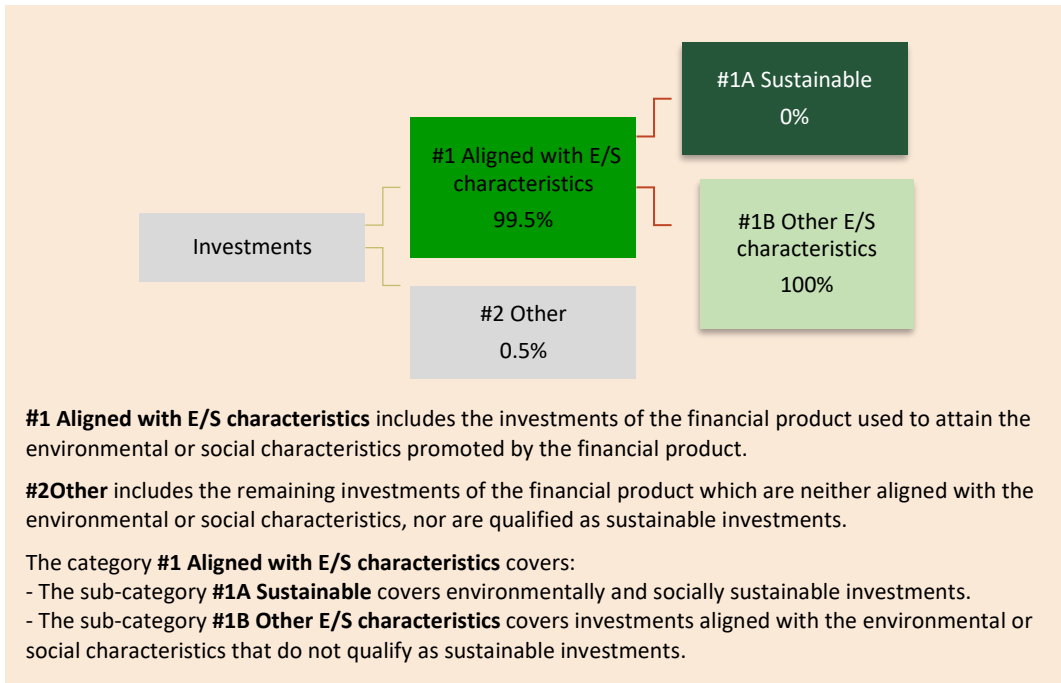 #1A Sustainable
0%
#1 Aligned with E/S
characteristics
99.5%
#1B Other E/S
characteristics
100%
Investments
#2 Other
0.5%
#1 Aligned with E/S characteristics includes the investments of the financial product used to attain the
environmental or social characteristics promoted by the financial product.
#2Other includes the remaining investments of the financial product which are neither aligned with the
environmental or social characteristics, nor are qualified as sustainable investments.
The category #1 Aligned with E/S characteristics covers:
- The sub-category #1A Sustainable covers environmentally and socially sustainable investments.
- The sub-category #1B Other E/S characteristics covers investments aligned with the environmental or
social characteristics that do not qualify as sustainable investments.